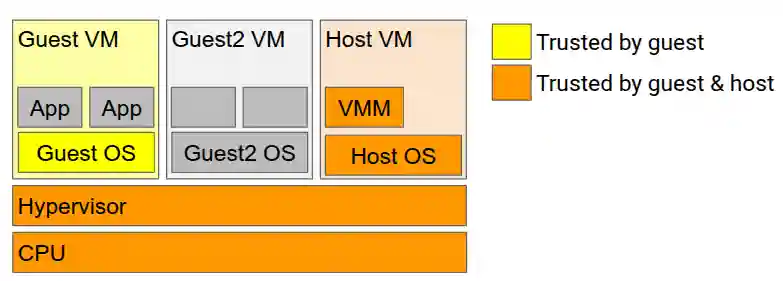 Guest VM
Guest2 VM
Host VM
App
App
VMM
Guest OS
Guest2 OS
Host OS
Hypervisor
CPU
Trusted by guest
Trusted by guest & host